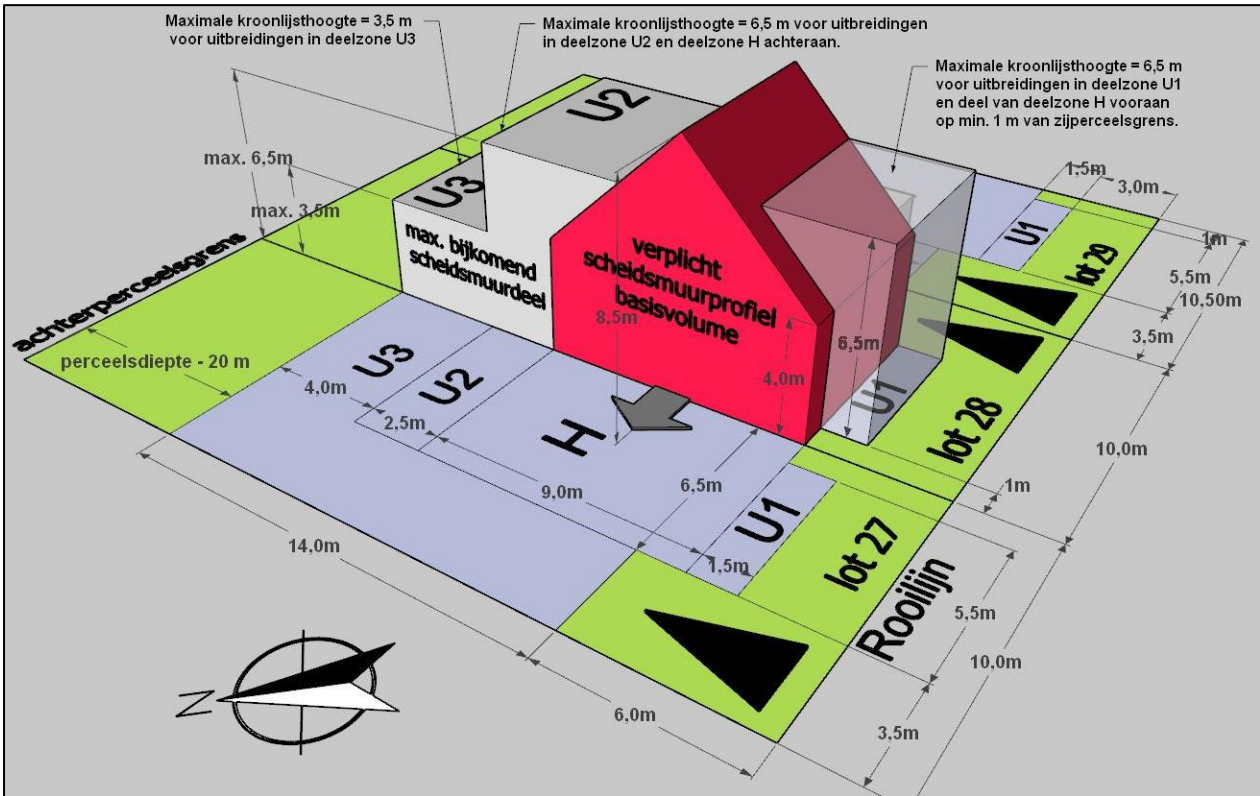 Maximale kroonlijsthoogte = 3,5 m
voor uitbreidingen in deelzone U3
Maximale kroonlijsthoogte = 6,5 m voor uitbreidingen
in deelzone U2 en deelzone H achteraan.
Maximale kroonlijsthoogte = 6,5 m
voor uitbreidingen in deelzone U1
en deel van deelzone H vooraan
op min. 1 m van zijperceelsgrens.
max. 6,5m
max. 3,5m
U2
U3
max. bijkomend
scheidsmuurdeel
verplicht
scheidsmuurprofiel
basisvolume
8,5m
4,0m
6,5m
U1
1,5m
3,0m
U1
1m
lot 29
5,5m
10,50m
3,5m
achterperceelsgrens
perceelsdiepte - 20 m
4,0m
U3
2,5m
U2
H
9,0m
6,5m
U1
1,5m
lot 28
10,0m
1m
lot 27
Rooilijn
5,5m
10,0m
3,5m
14,0m
6,0m
N